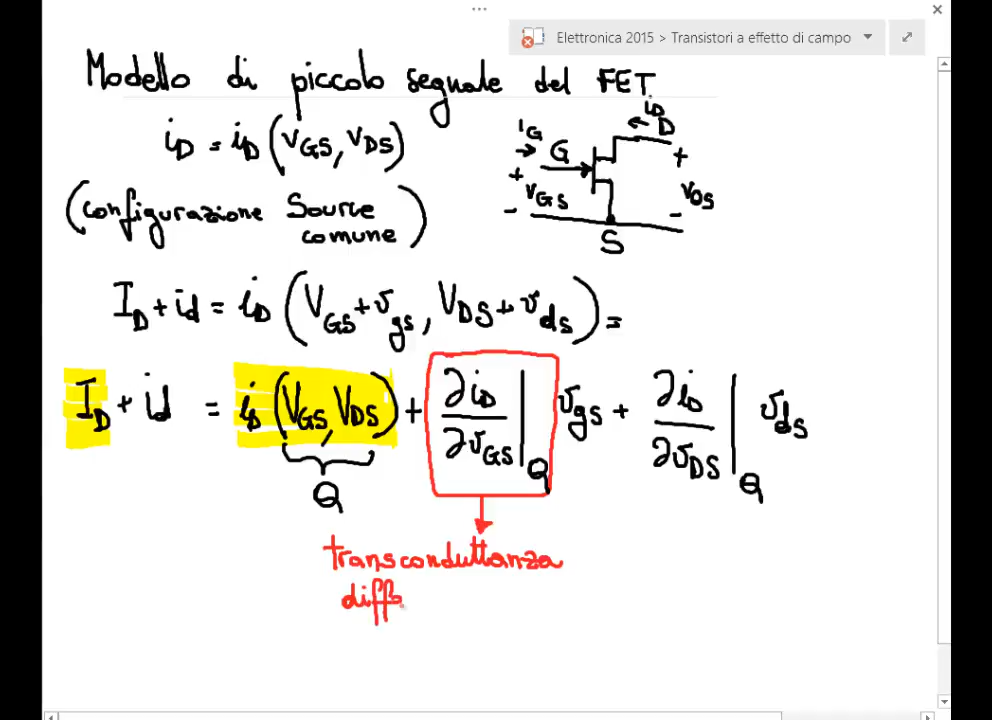 Elettronica 2015 > Transistori a effetto di campo
Modello di piccolo segnale del FET
iD = iD (vGS, vDS)
(configurazione Source comune)
iG G iD D
+ vGS -
+ vDS -
S
ID + id = iD (VGS + vgs, VDS + vds) =
ID + id = iD (VGS, VDS) + ∂iD/∂vGS |Q vgs + ∂iD/∂vDS |Q vds
Q
transconduttanza
diff